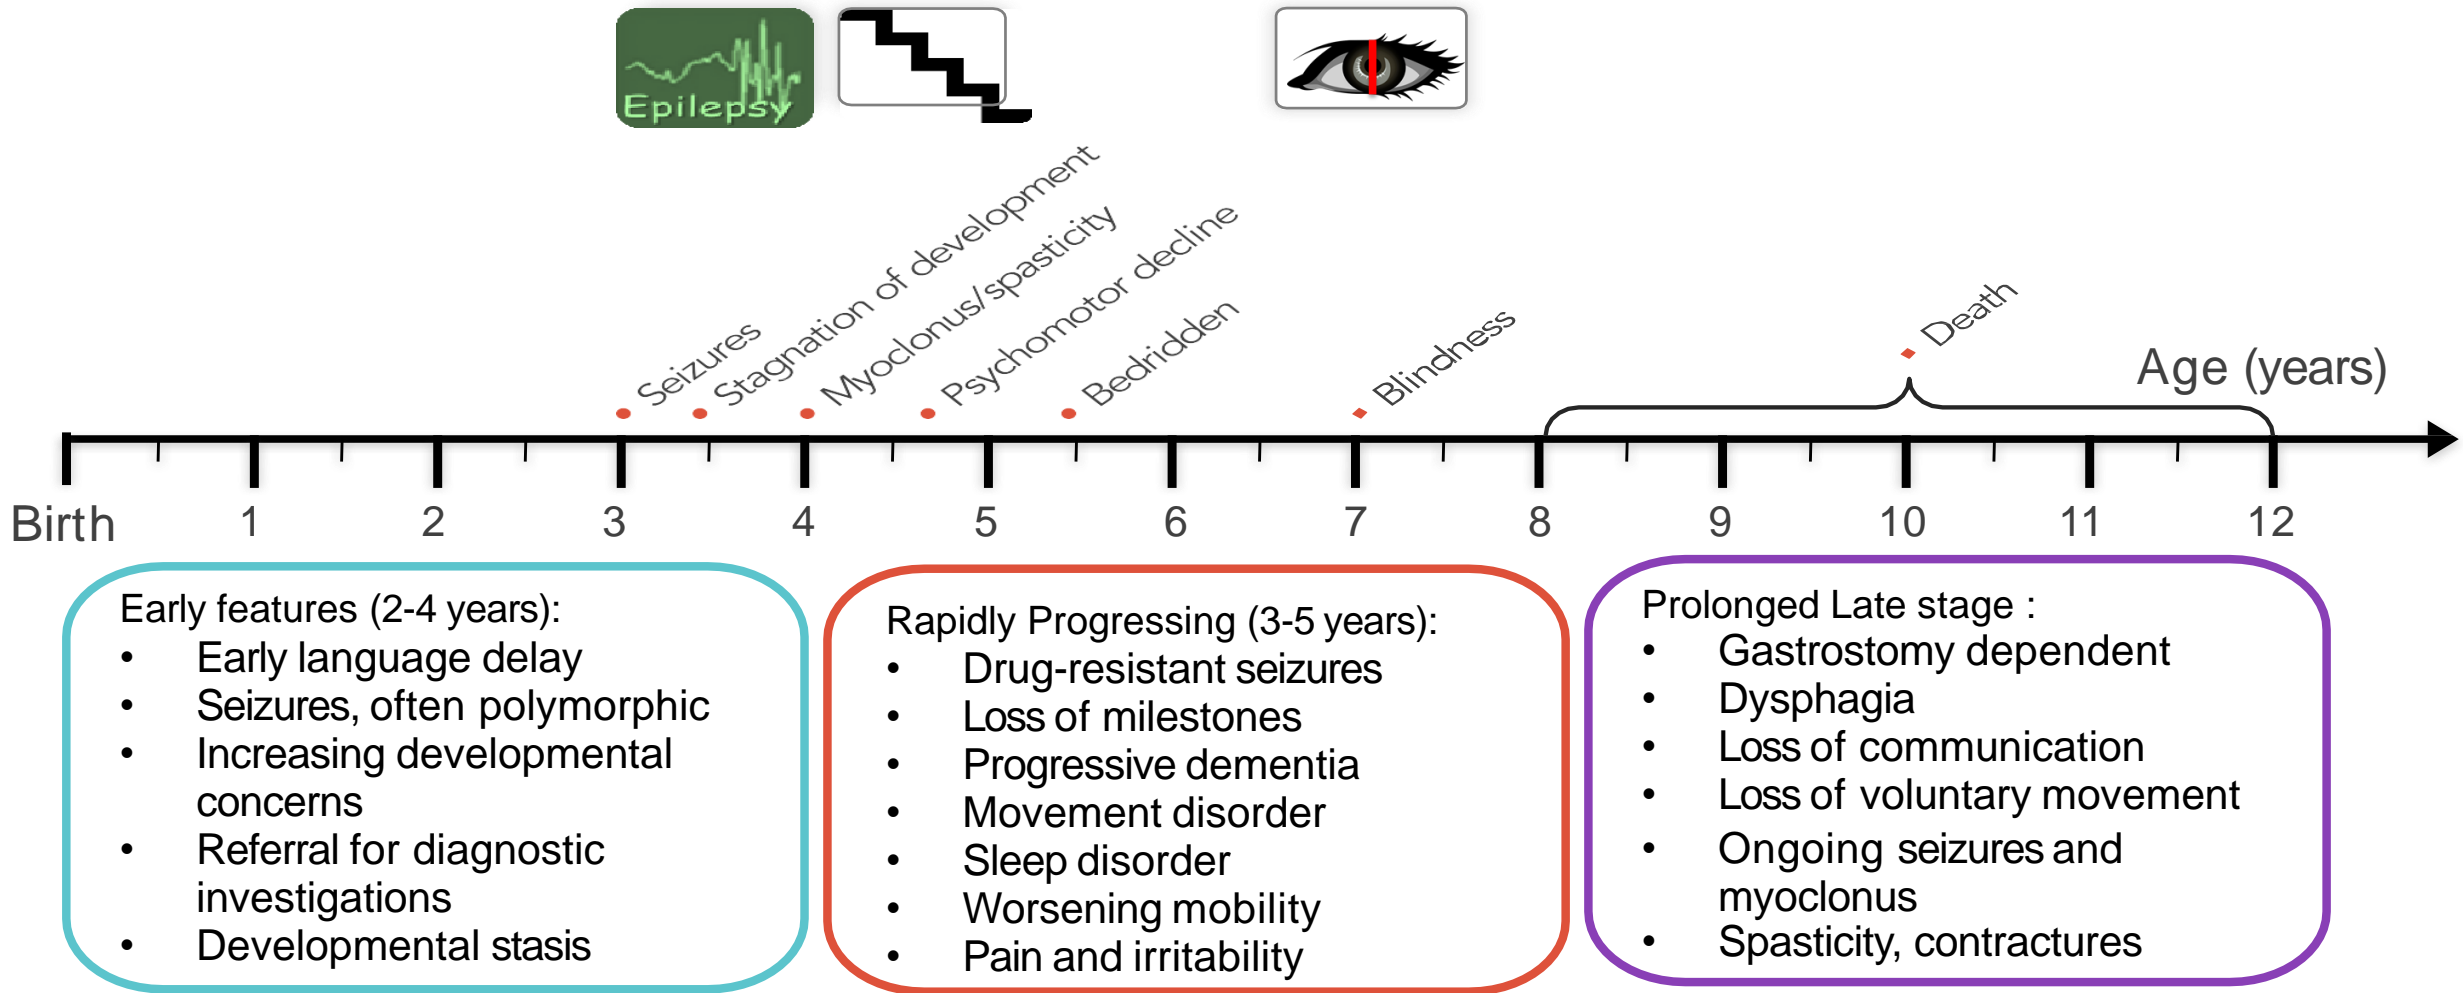 Epilepsy
Seizures
Stagnation of development
Myoclonus/spasticity
Psychomotor decline
Bedridden
Blindness
Death
Age (years)
Birth 1 2 3 4 5 6 7 8 9 10 11 12
Early features (2-4 years):
• Early language delay
• Seizures, often polymorphic
• Increasing developmental
concerns
• Referral for diagnostic
investigations
• Developmental stasis
Rapidly Progressing (3-5 years):
• Drug-resistant seizures
• Loss of milestones
• Progressive dementia
• Movement disorder
• Sleep disorder
• Worsening mobility
• Pain and irritability
Prolonged Late stage :
• Gastrostomy dependent
• Dysphagia
• Loss of communication
• Loss of voluntary movement
• Ongoing seizures and
myoclonus
• Spasticity, contractures